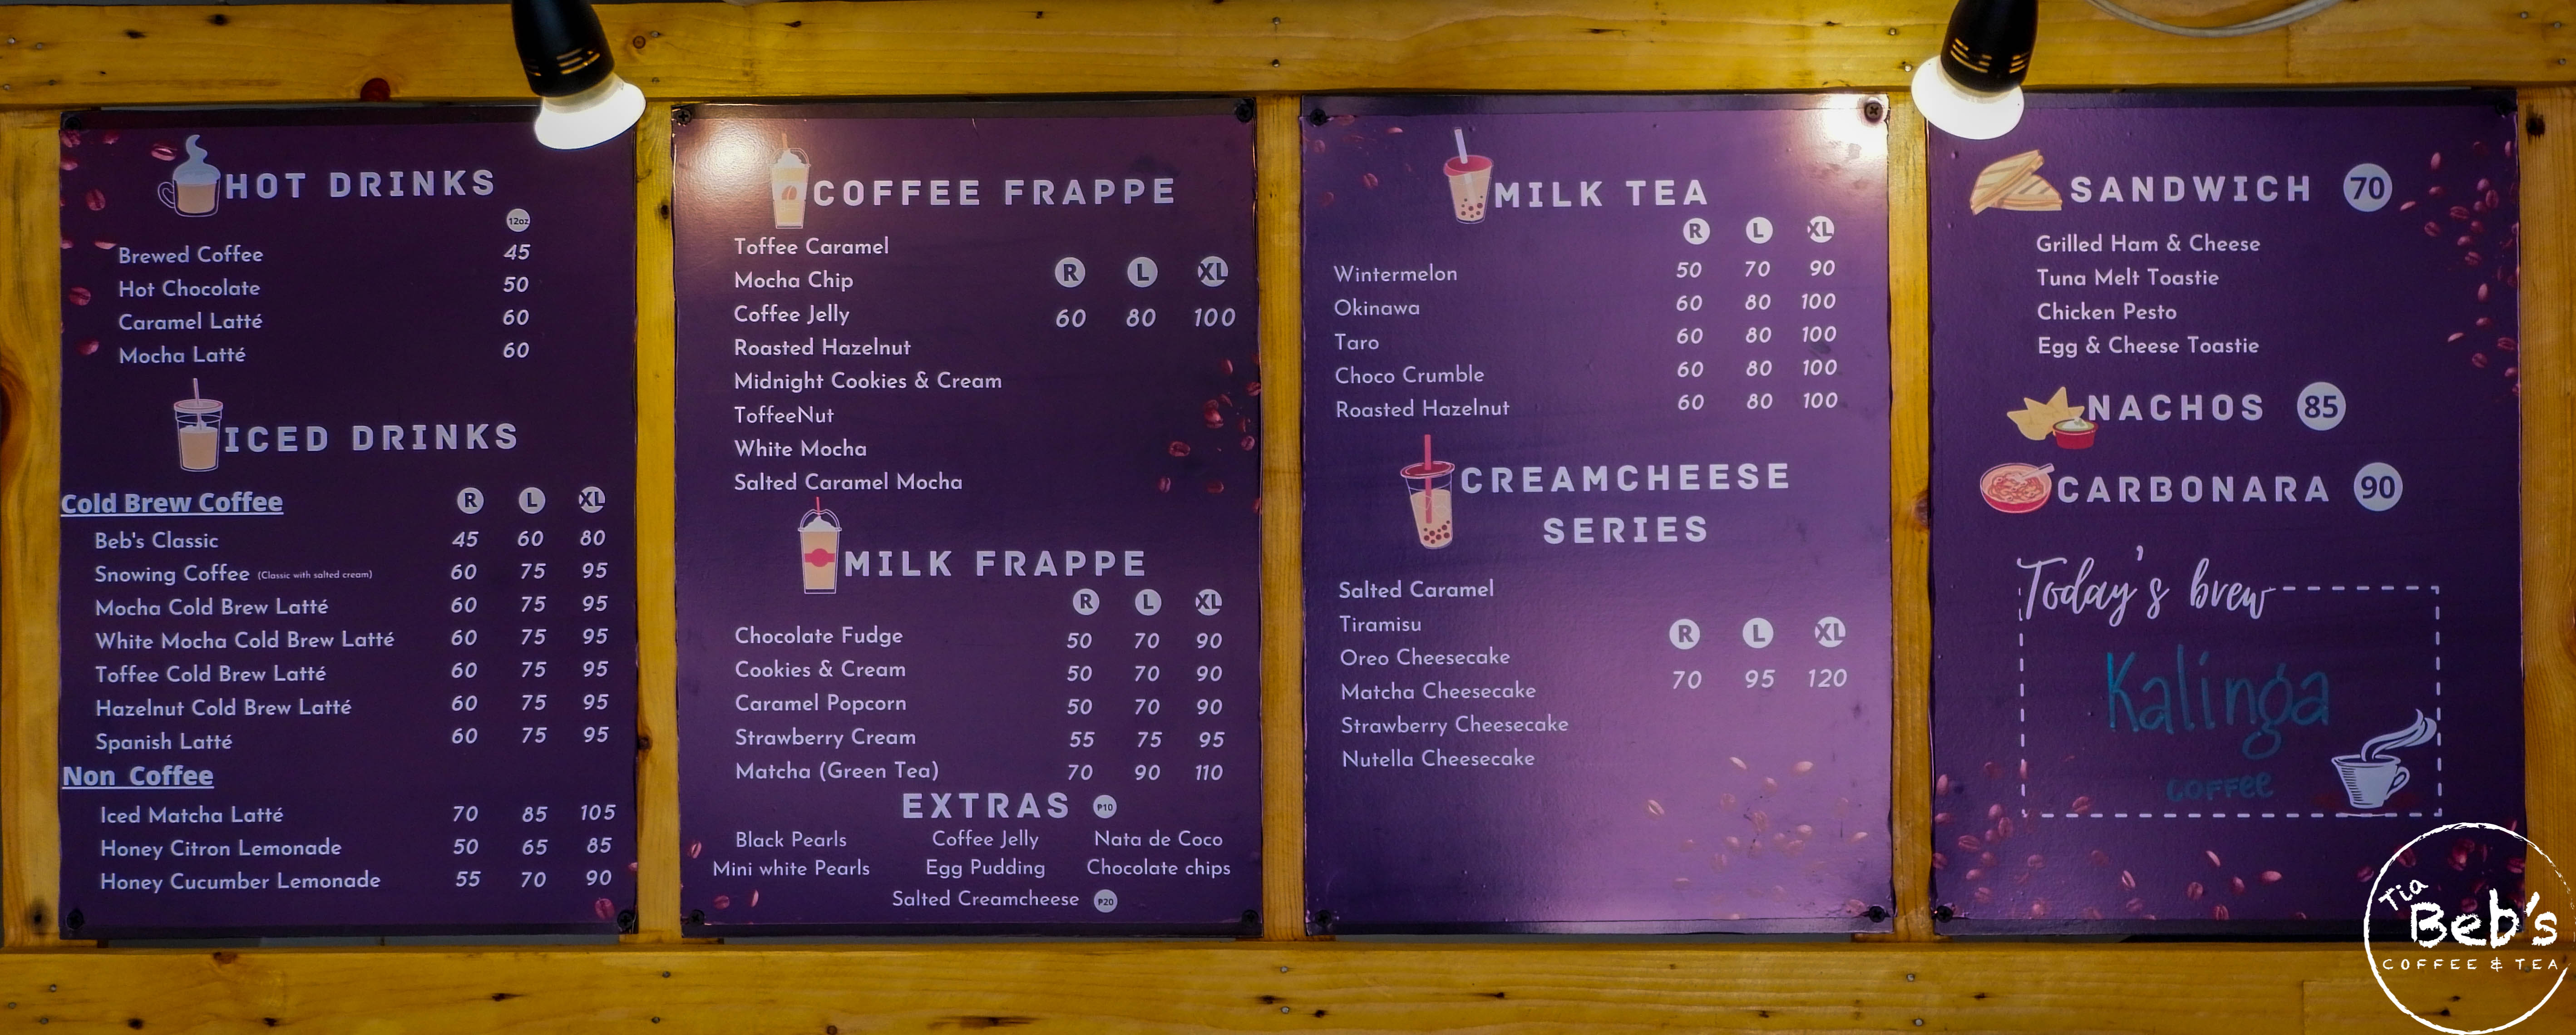 HOT DRINKS
12oz
Brewed Coffee 45
Hot Chocolate 50
Caramel Latté 60
Mocha Latté 60
ICED DRINKS
Cold Brew Coffee R L XL
Beb's Classic 45 60 80
Snowing Coffee (Classic with salted cream) 60 75 95
Mocha Cold Brew Latté 60 75 95
White Mocha Cold Brew Latté 60 75 95
Toffee Cold Brew Latté 60 75 95
Hazelnut Cold Brew Latté 60 75 95
Spanish Latté 60 75 95
Non Coffee
Iced Matcha Latté 70 85 105
Honey Citron Lemonade 50 65 85
Honey Cucumber Lemonade 55 70 90
COFFEE FRAPPE
Toffee Caramel
Mocha Chip R L XL
Coffee Jelly 60 80 100
Roasted Hazelnut
Midnight Cookies & Cream
ToffeeNut
White Mocha
Salted Caramel Mocha
MILK FRAPPE
R L XL
Chocolate Fudge 50 70 90
Cookies & Cream 50 70 90
Caramel Popcorn 50 70 90
Strawberry Cream 55 75 95
Matcha (Green Tea) 70 90 110
EXTRAS ₱10
Black Pearls Coffee Jelly Nata de Coco
Mini white Pearls Egg Pudding Chocolate chips
Salted Creamcheese ₱20
MILK TEA
R L XL
Wintermelon 50 70 90
Okinawa 60 80 100
Taro 60 80 100
Choco Crumble 60 80 100
Roasted Hazelnut 60 80 100
CREAMCHEESE
SERIES
Salted Caramel
Tiramisu R L XL
Oreo Cheesecake
Matcha Cheesecake 70 95 120
Strawberry Cheesecake
Nutella Cheesecake
SANDWICH 70
Grilled Ham & Cheese
Tuna Melt Toastie
Chicken Pesto
Egg & Cheese Toastie
NACHOS 85
CARBONARA 90
Today's brew
Kalinga
COFFEE
Tia
Beb's
COFFEE & TEA